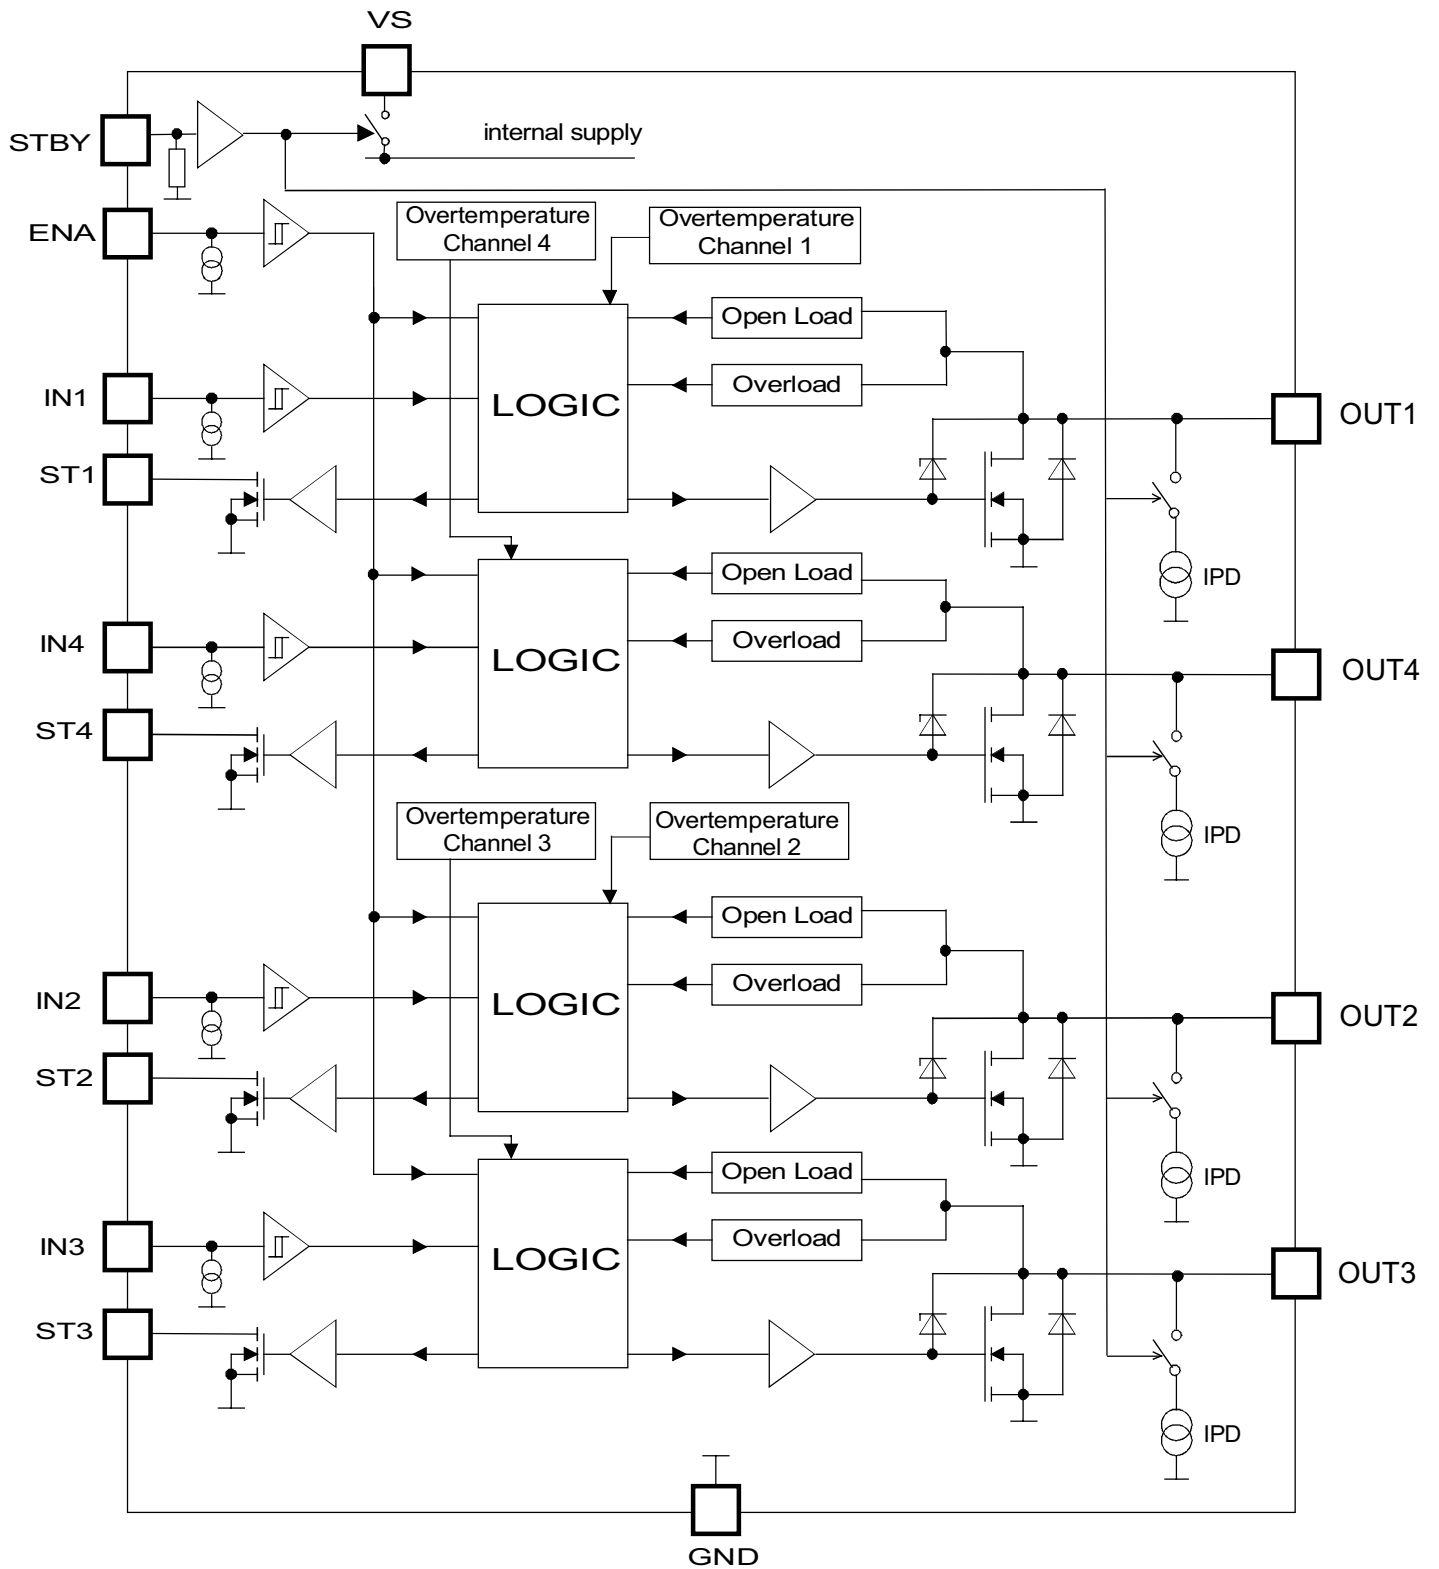 VS
STBY
internal supply
ENA
Overtemperature
Channel 4
Overtemperature
Channel 1
Open Load
IN1
LOGIC
Overload
OUT1
ST1
Open Load
IPD
IN4
LOGIC
Overload
OUT4
ST4
Overtemperature
Channel 3
Overtemperature
Channel 2
IPD
Open Load
IN2
LOGIC
Overload
OUT2
ST2
Open Load
IPD
IN3
LOGIC
Overload
OUT3
ST3
IPD
GND